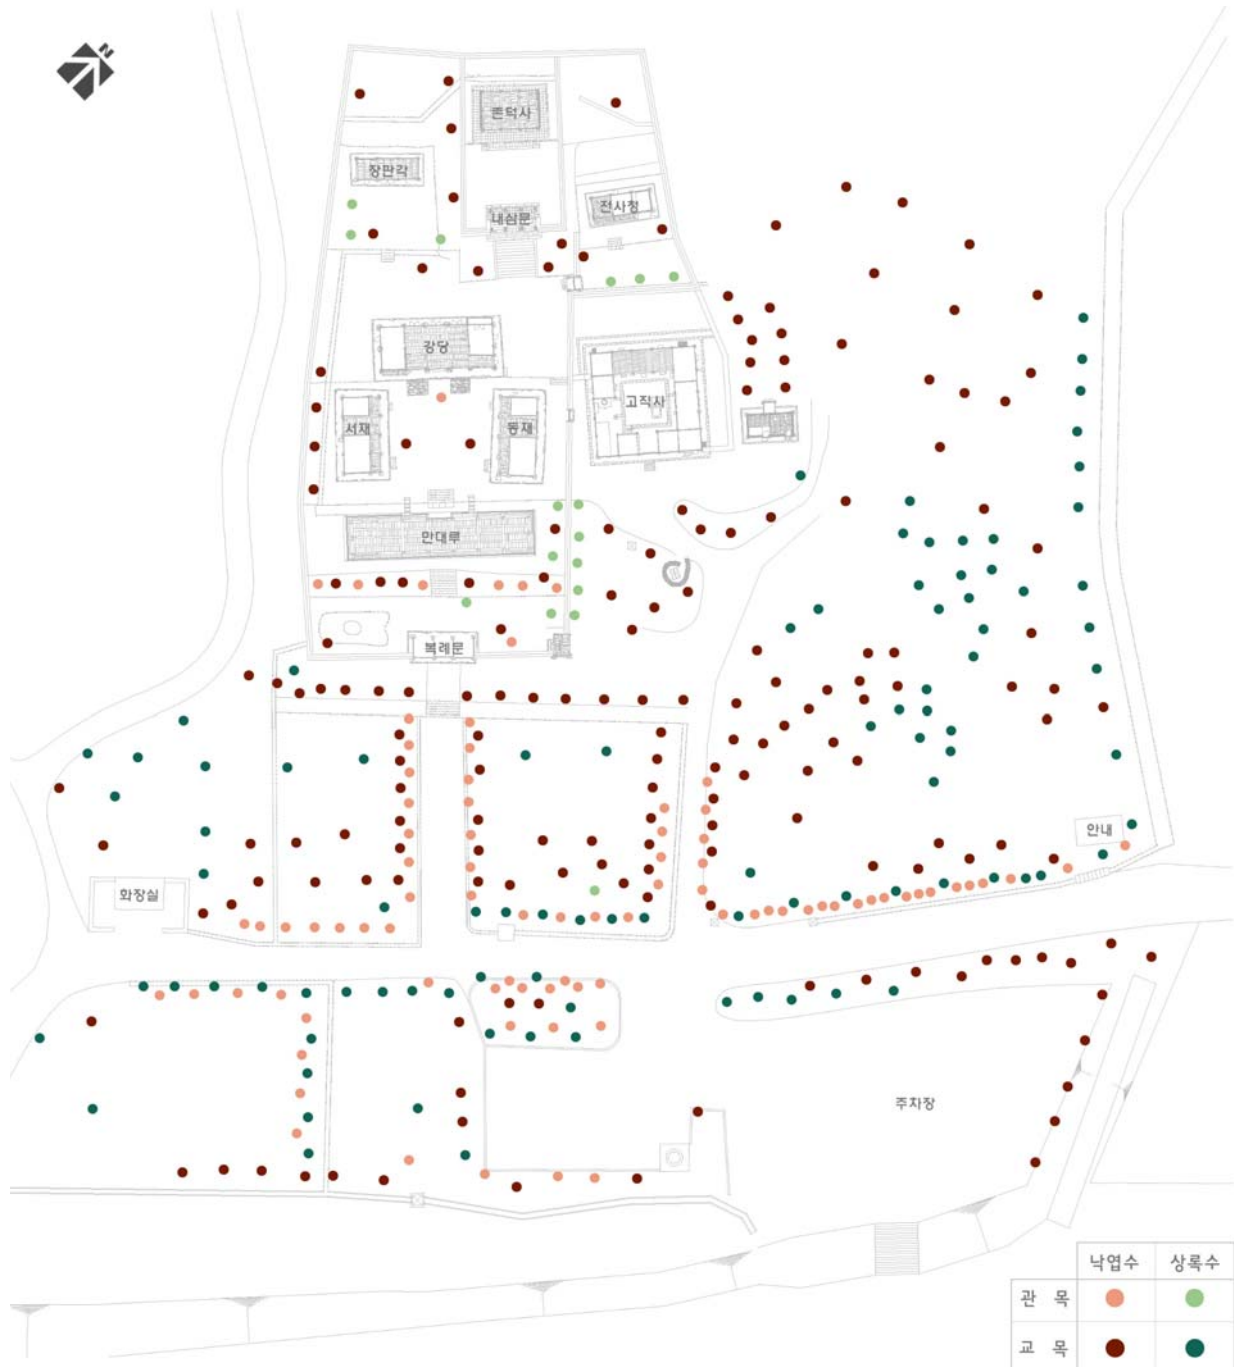 N
존덕사
장판각
전사청
내삼문
강당
고직사
서재
동재
만대루
복례문
안내
화장실
주차장
낙엽수 상록수
관 목
교 목